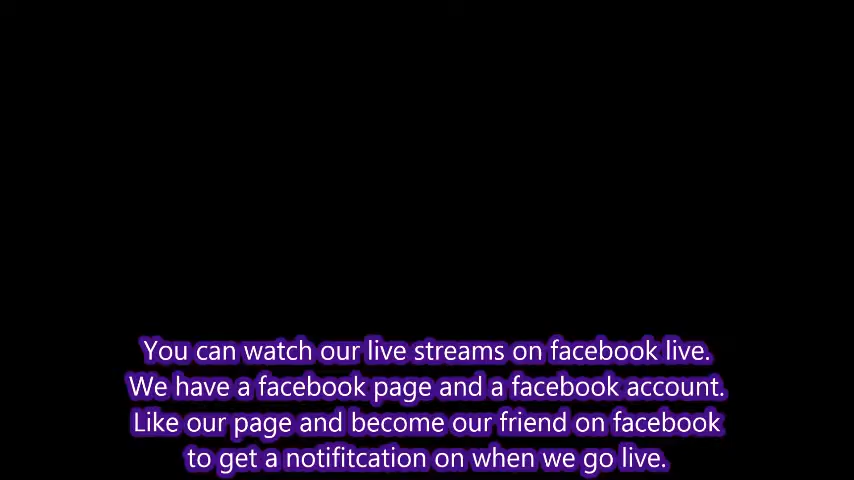 You can watch our live streams on facebook live.
We have a facebook page and a facebook account.
Like our page and become our friend on facebook
to get a notifitcation on when we go live.